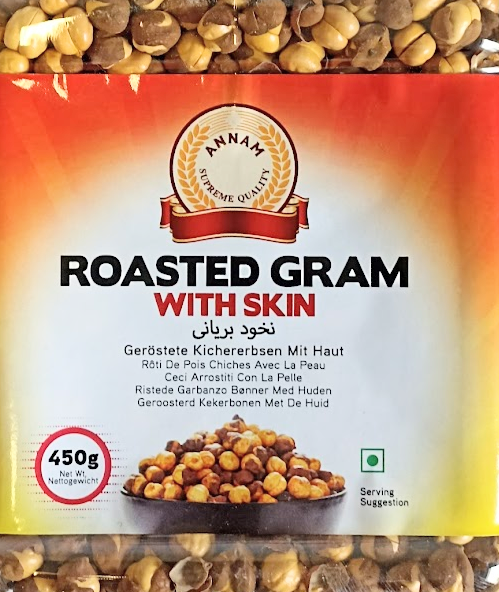 ANNAM
SUPREME QUALITY
ROASTED GRAM
WITH SKIN
نخود بریانی
Geröstete Kichererbsen Mit Haut
Râti De Pois Chiches Avec La Peau
Ceci Arrostiti Con La Pelle
Ristede Garbanzo Bønner Med Huden
Geroosterd Kekerbonen Met De Huid
450g
Net Wt.
Nettogewicht
Serving
Suggestion